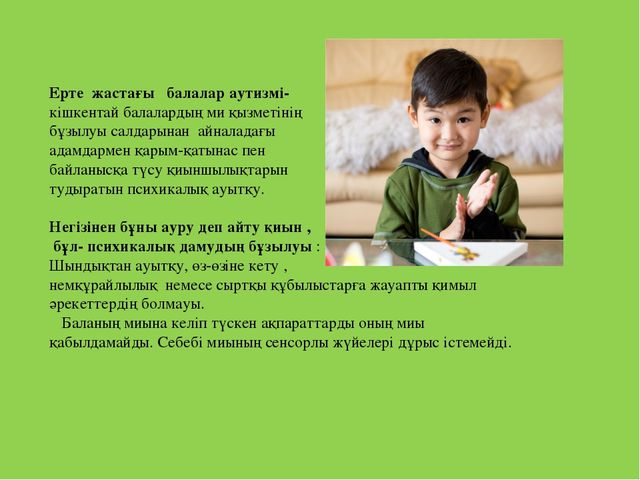 Ерте жастағы балалар аутизмі-
кішкентай балалардың ми қызметінің
бұзылуы салдарынан айналадағы
адамдармен қарым-қатынас пен
байланысқа түсу қиыншылықтарын
тудыратын психикалық ауытқу.
Негізінен бұны ауру деп айту қиын ,
бұл- психикалық дамудың бұзылуы :
Шындықтан ауытқу, өз-өзіне кету ,
немқұрайлылық немесе сыртқы құбылыстарға жауапты қимыл
әрекеттердің болмауы.
Баланың миына келіп түскен ақпараттарды оның миы
қабылдамайды. Себебі миының сенсорлы жүйелері дұрыс істемейді.